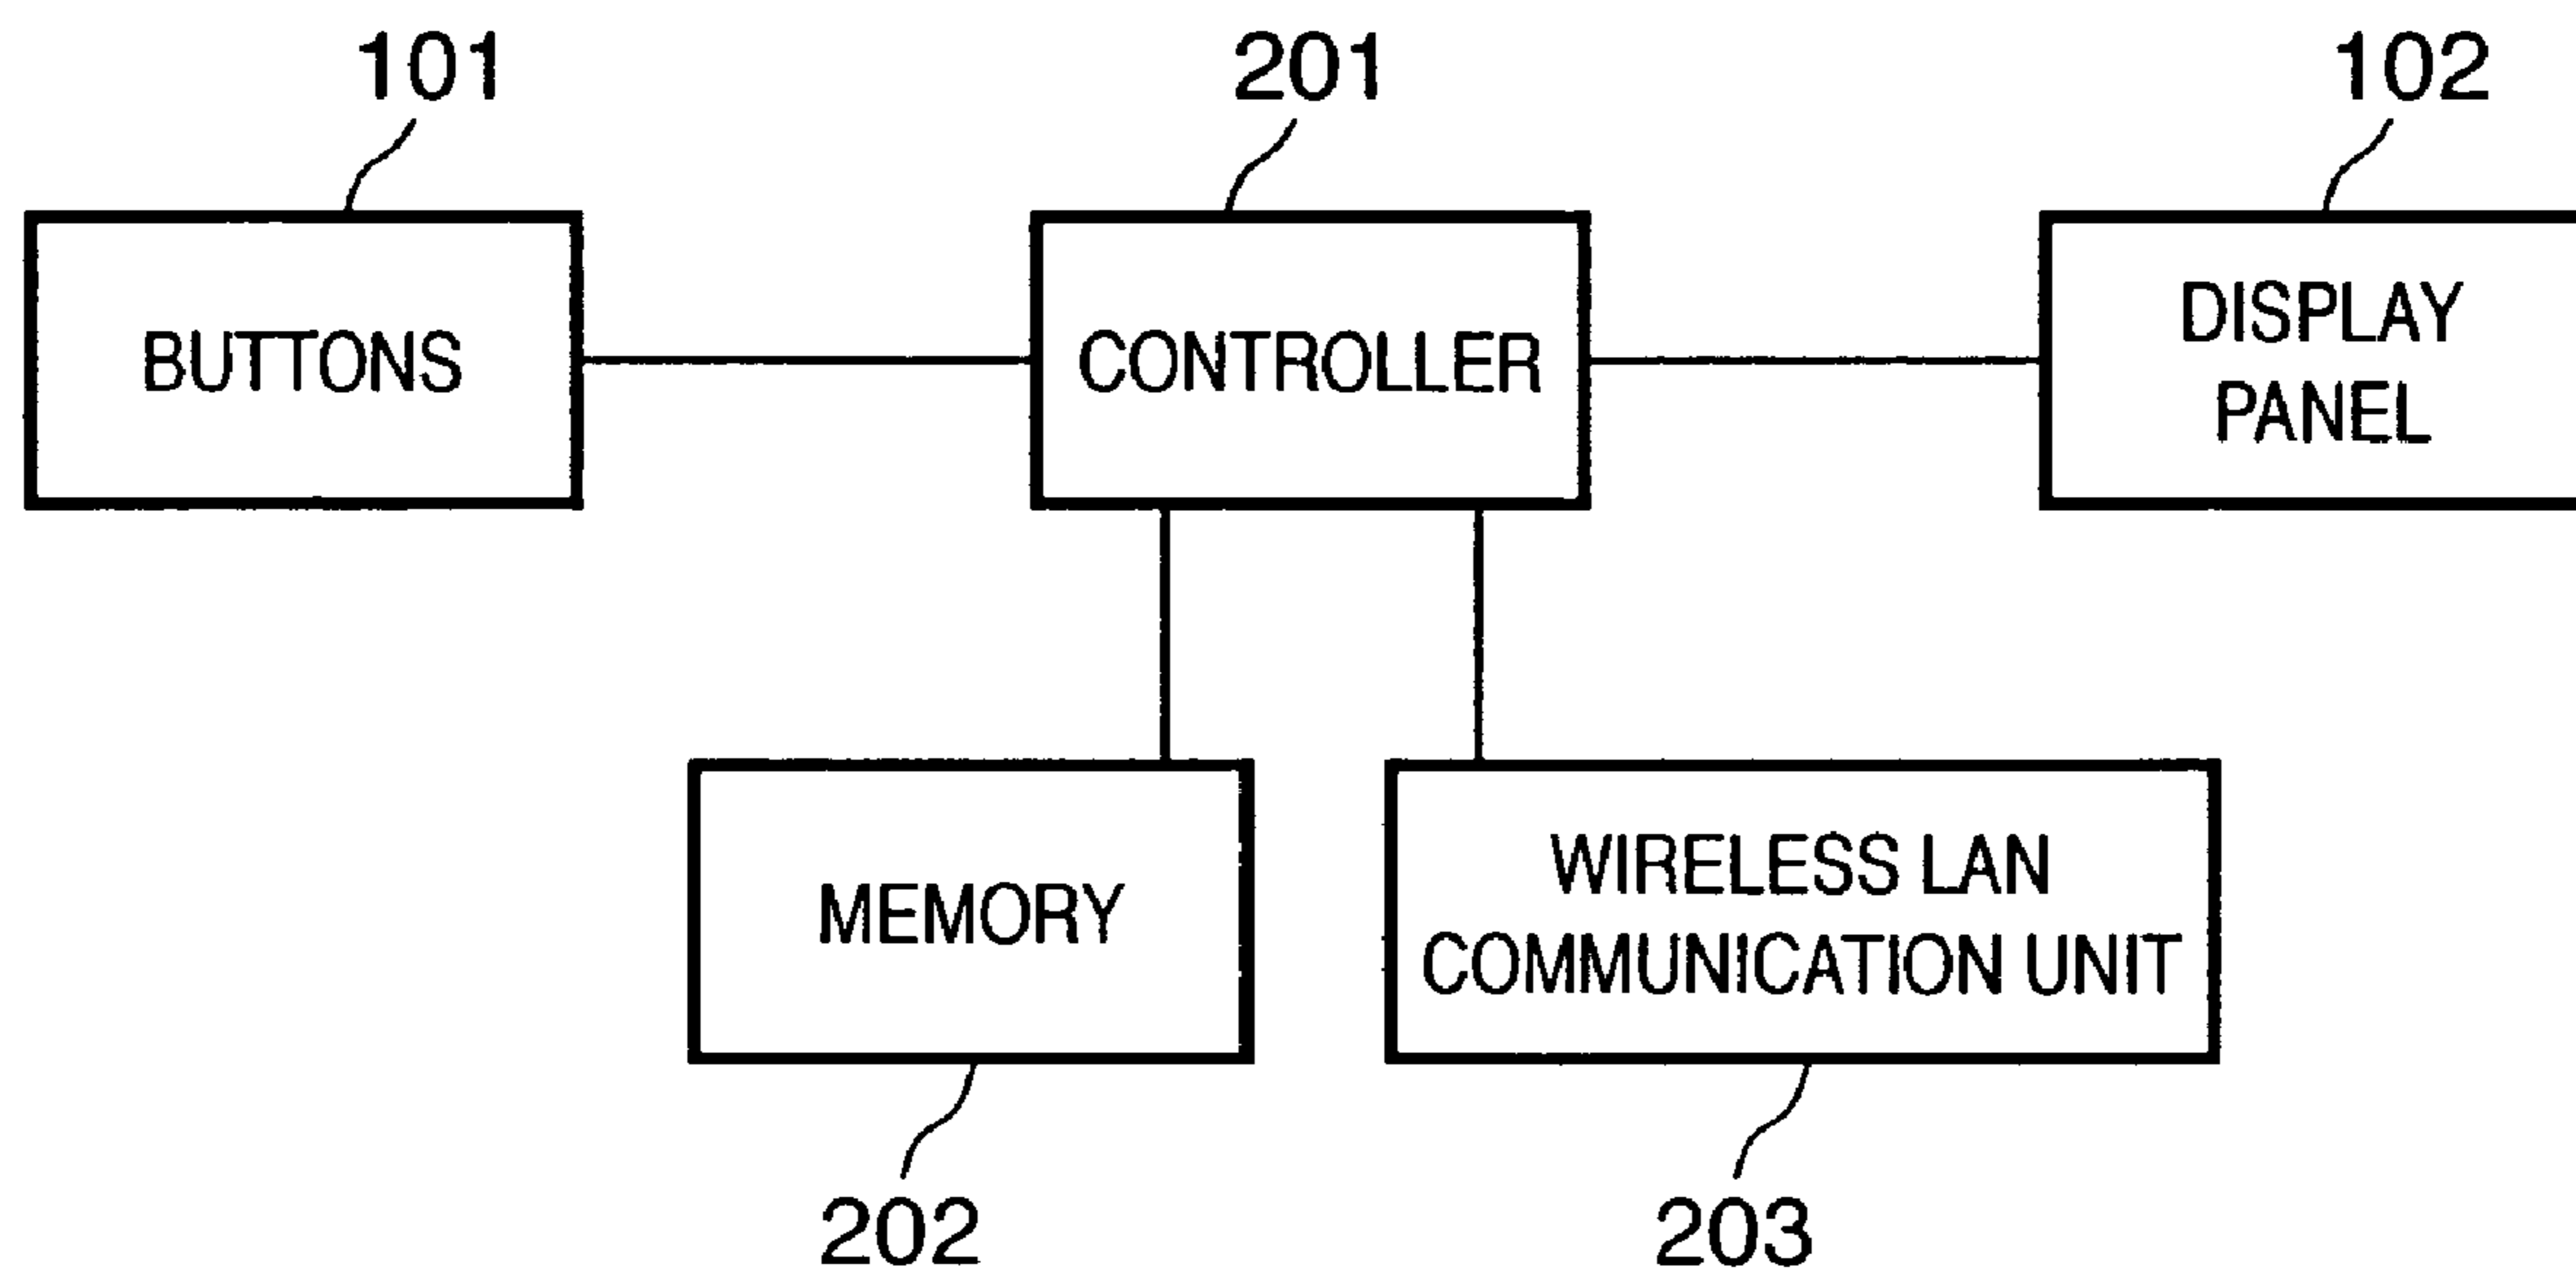 101
201
102
BUTTONS
CONTROLLER
DISPLAY
PANEL
MEMORY
WIRELESS LAN
COMMUNICATION UNIT
202
203